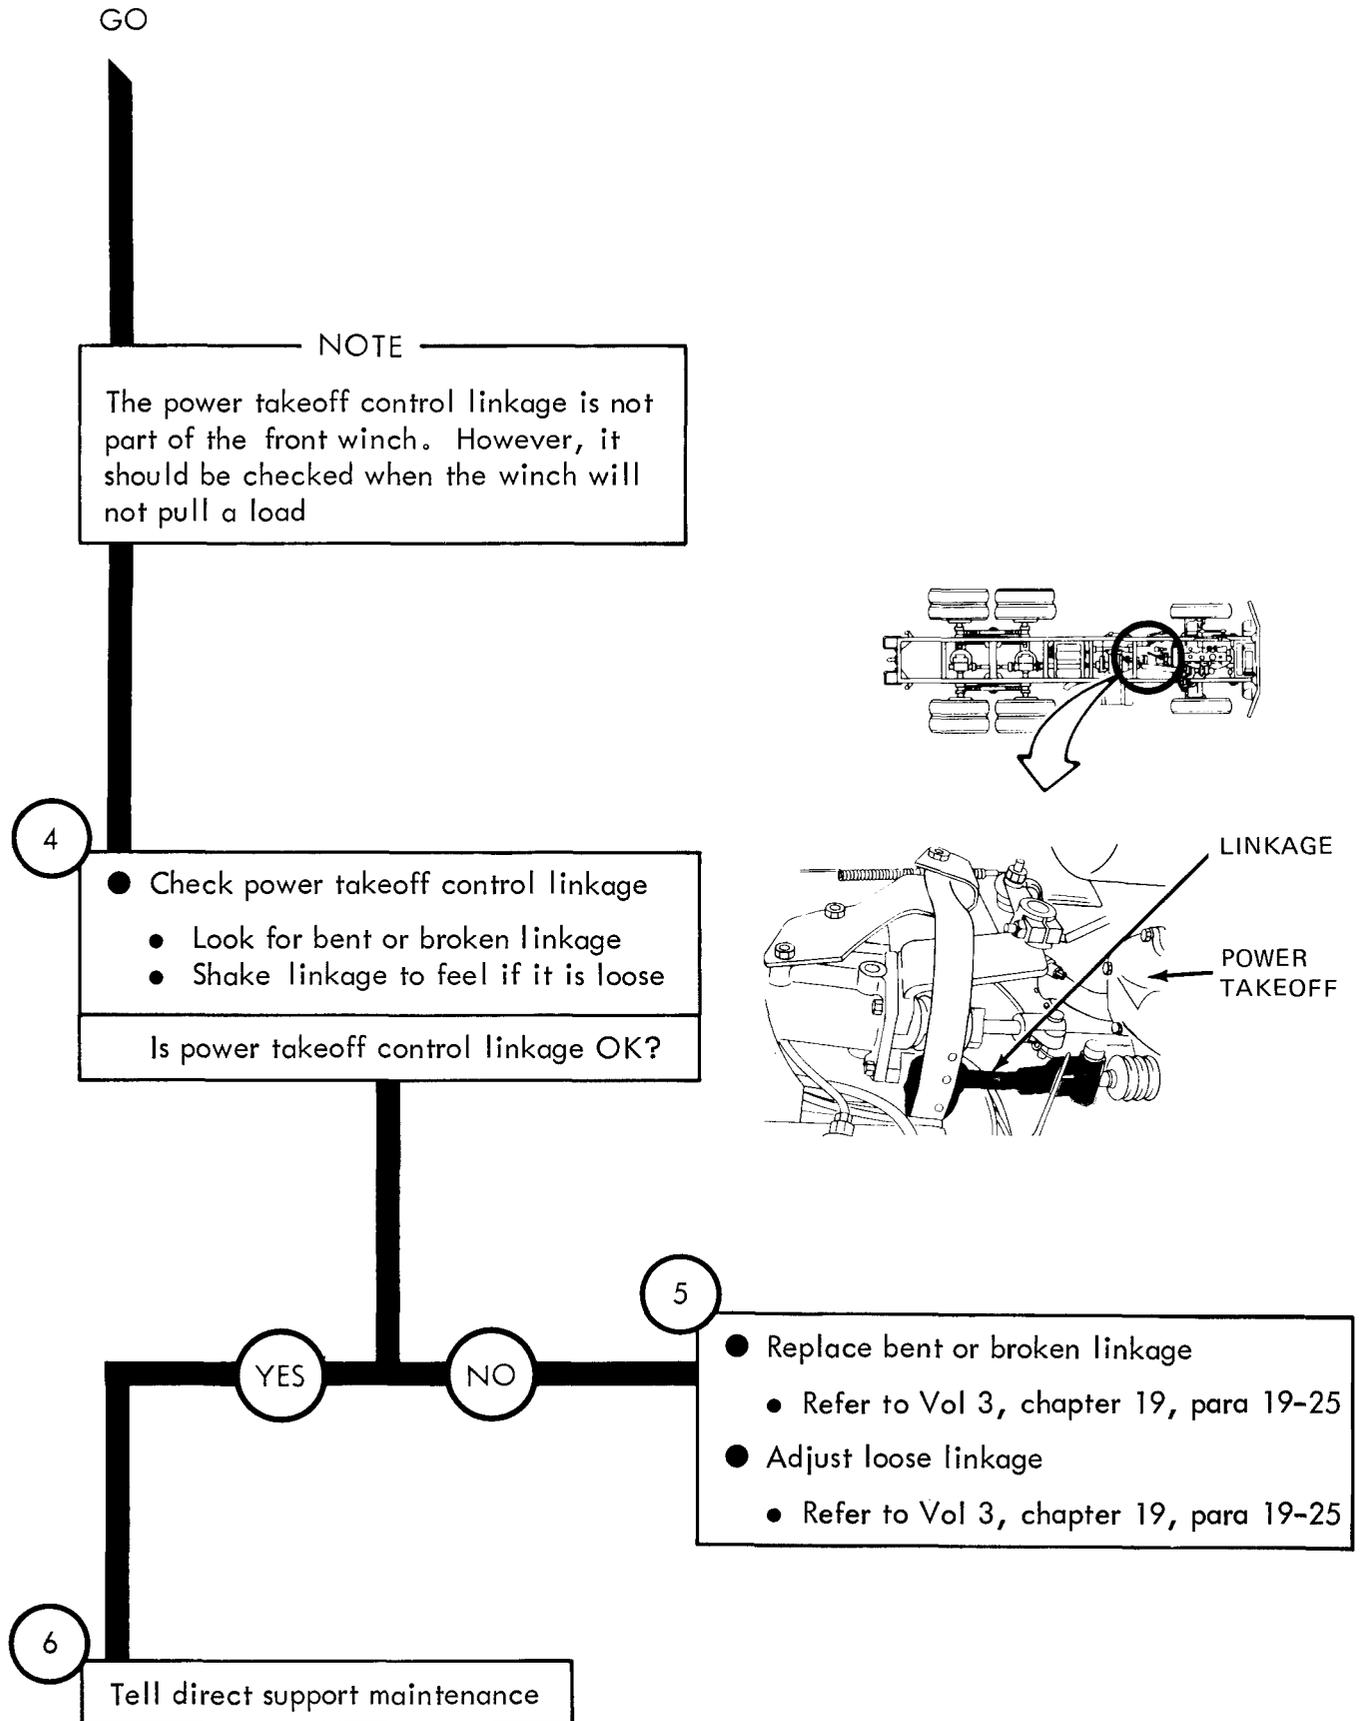 GO
NOTE
The power takeoff control linkage is not
part of the front winch. However, it
should be checked when the winch will
not pull a load
4
● Check power takeoff control linkage
● Look for bent or broken linkage
● Shake linkage to feel if it is loose
Is power takeoff control linkage OK?
LINKAGE
POWER
TAKEOFF
YES
NO
5
● Replace bent or broken linkage
● Refer to Vol 3, chapter 19, para 19-25
● Adjust loose linkage
● Refer to Vol 3, chapter 19, para 19-25
6
Tell direct support maintenance